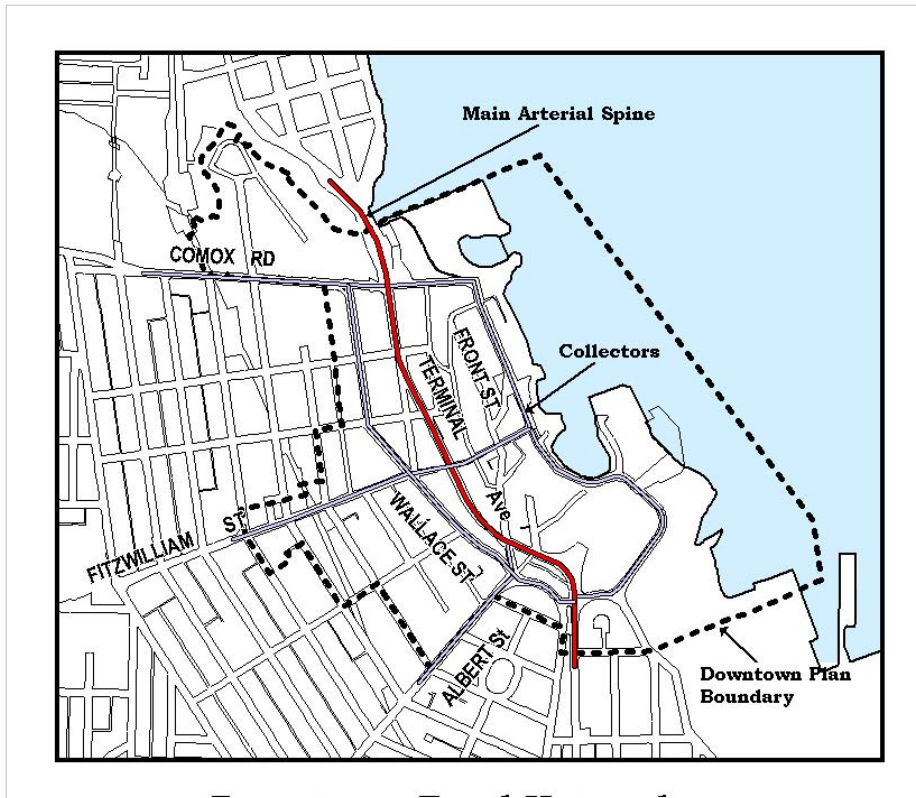 Main Arterial Spine
COMOX RD
FRONT ST
Collectors
TERMINAL
Ave
WALLACE ST
FITZWILLIAM ST
ALBERT St
Downtown Plan
Boundary